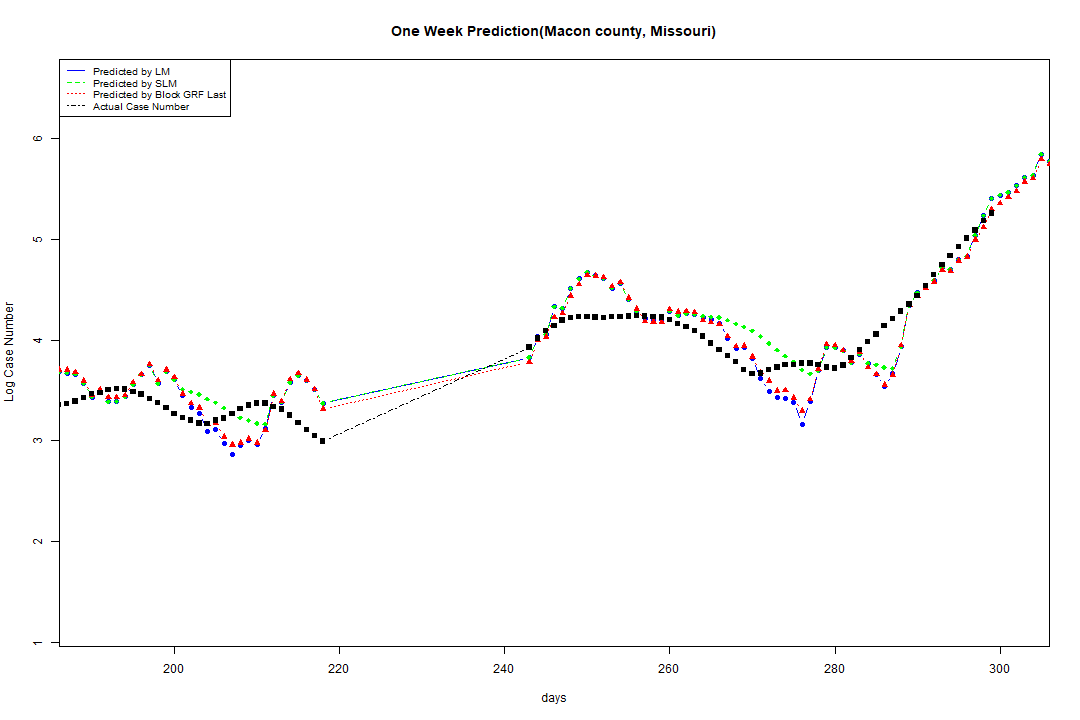 One Week Prediction(Macon county, Missouri)
Predicted by LM
Predicted by SLM
Predicted by Block GRF Last
Actual Case Number
6
5
4
3
2
1
Log Case Number
200 220 240 260 280 300
days